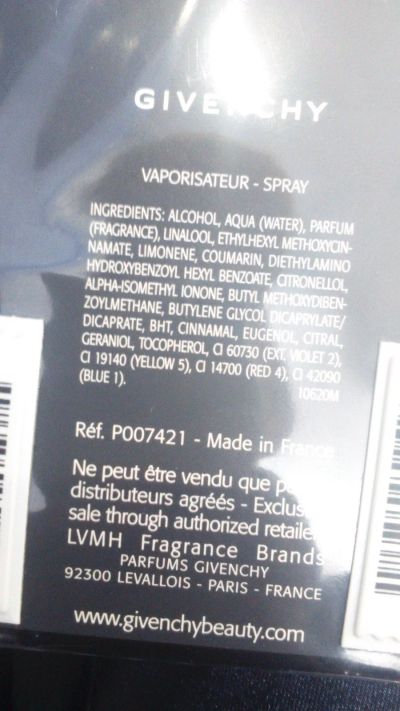 GIVENCHY
VAPORISATEUR - SPRAY
INGREDIENTS: ALCOHOL, AQUA (WATER), PARFUM
(FRAGRANCE), LINALOOL, ETHYLHEXYL METHOXYCIN-
NAMATE, LIMONENE, COUMARIN, DIETHYLAMINO
HYDROXYBENZOYL HEXYL BENZOATE, CITRONELLOL,
ALPHA-ISOMETHYL IONONE, BUTYL METHOXYDIBEN-
ZOYLMETHANE, BUTYLENE GLYCOL DICAPRYLATE/
DICAPRATE, BHT, CINNAMAL, EUGENOL, CITRAL,
GERANIOL, TOCOPHEROL, CI 60730 (EXT. VIOLET 2),
CI 19140 (YELLOW 5), CI 14700 (RED 4), CI 42090
(BLUE 1). 10620M
Réf. P007421 - Made in France
Ne peut être vendu que p
distributeurs agréés - Exclus
sale through authorized retaile
LVMH Fragrance Brands
PARFUMS GIVENCHY
92300 LEVALLOIS - PARIS - FRANCE
www.givenchybeauty.com